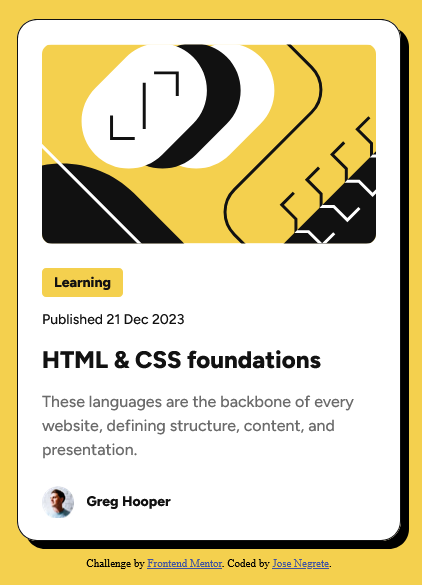 Learning
Published 21 Dec 2023
HTML & CSS foundations
These languages are the backbone of every
website, defining structure, content, and
presentation.
Greg Hooper
Challenge by Frontend Mentor. Coded by Jose Negrete.